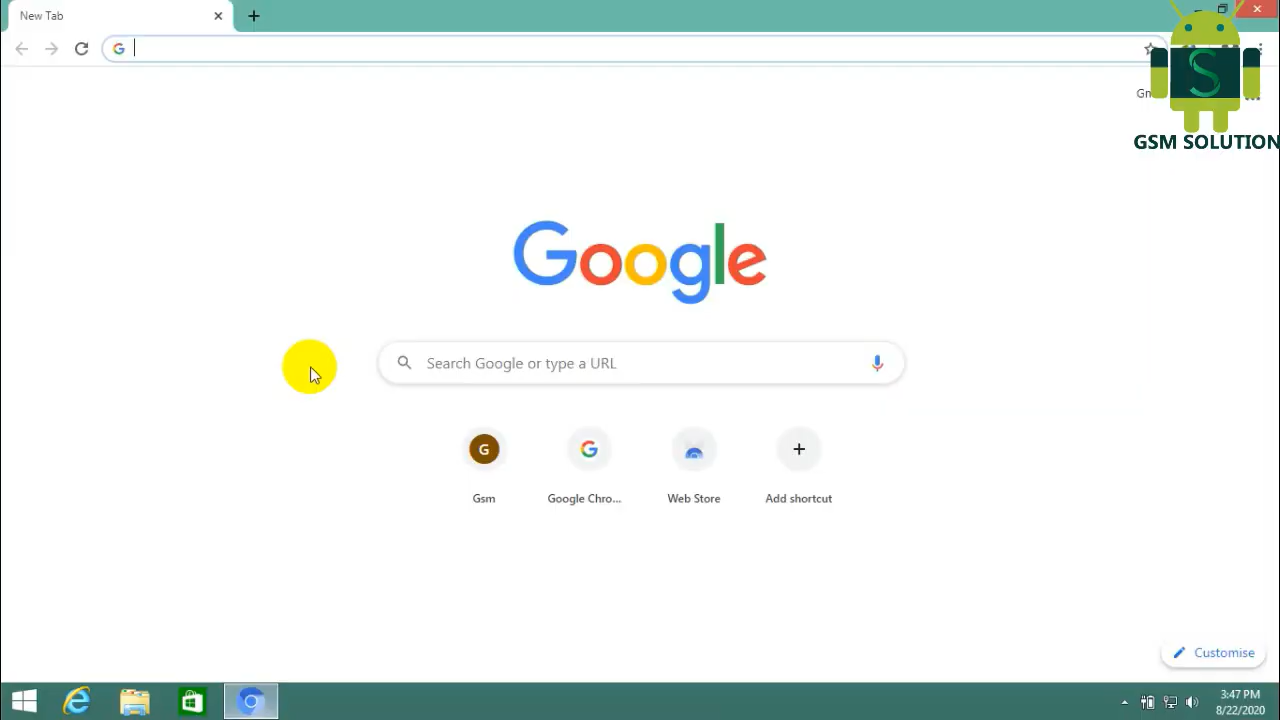 New Tab
GSM SOLUTION
Google
Search Google or type a URL
G
Gsm
Google Chro...
Web Store
Add shortcut
Customise
3:47 PM
8/22/2020